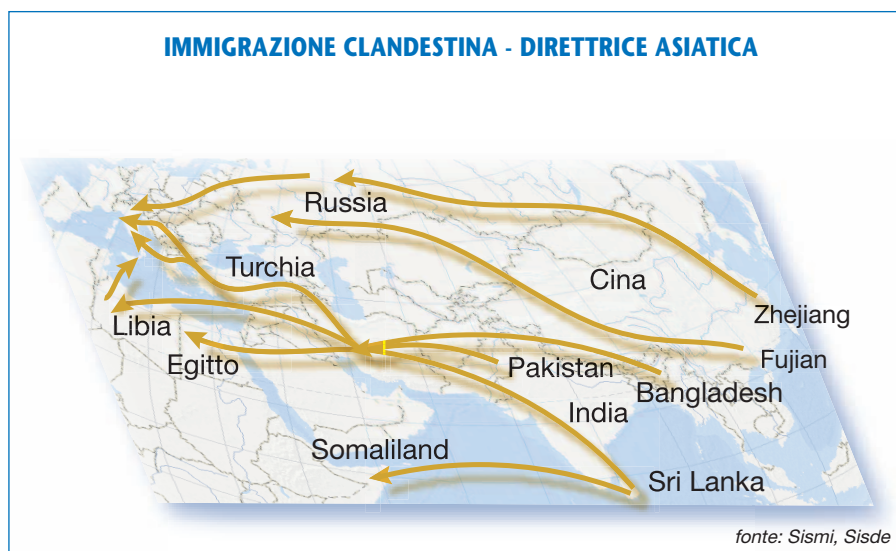 IMMIGRAZIONE CLANDESTINA - DIRETTRICE ASIATICA
Russia
Turchia
Cina
Zhejiang
Libia
Egitto
Pakistan
Fujian
Bangladesh
India
Somaliland
Sri Lanka
fonte: Sismi, Sisde